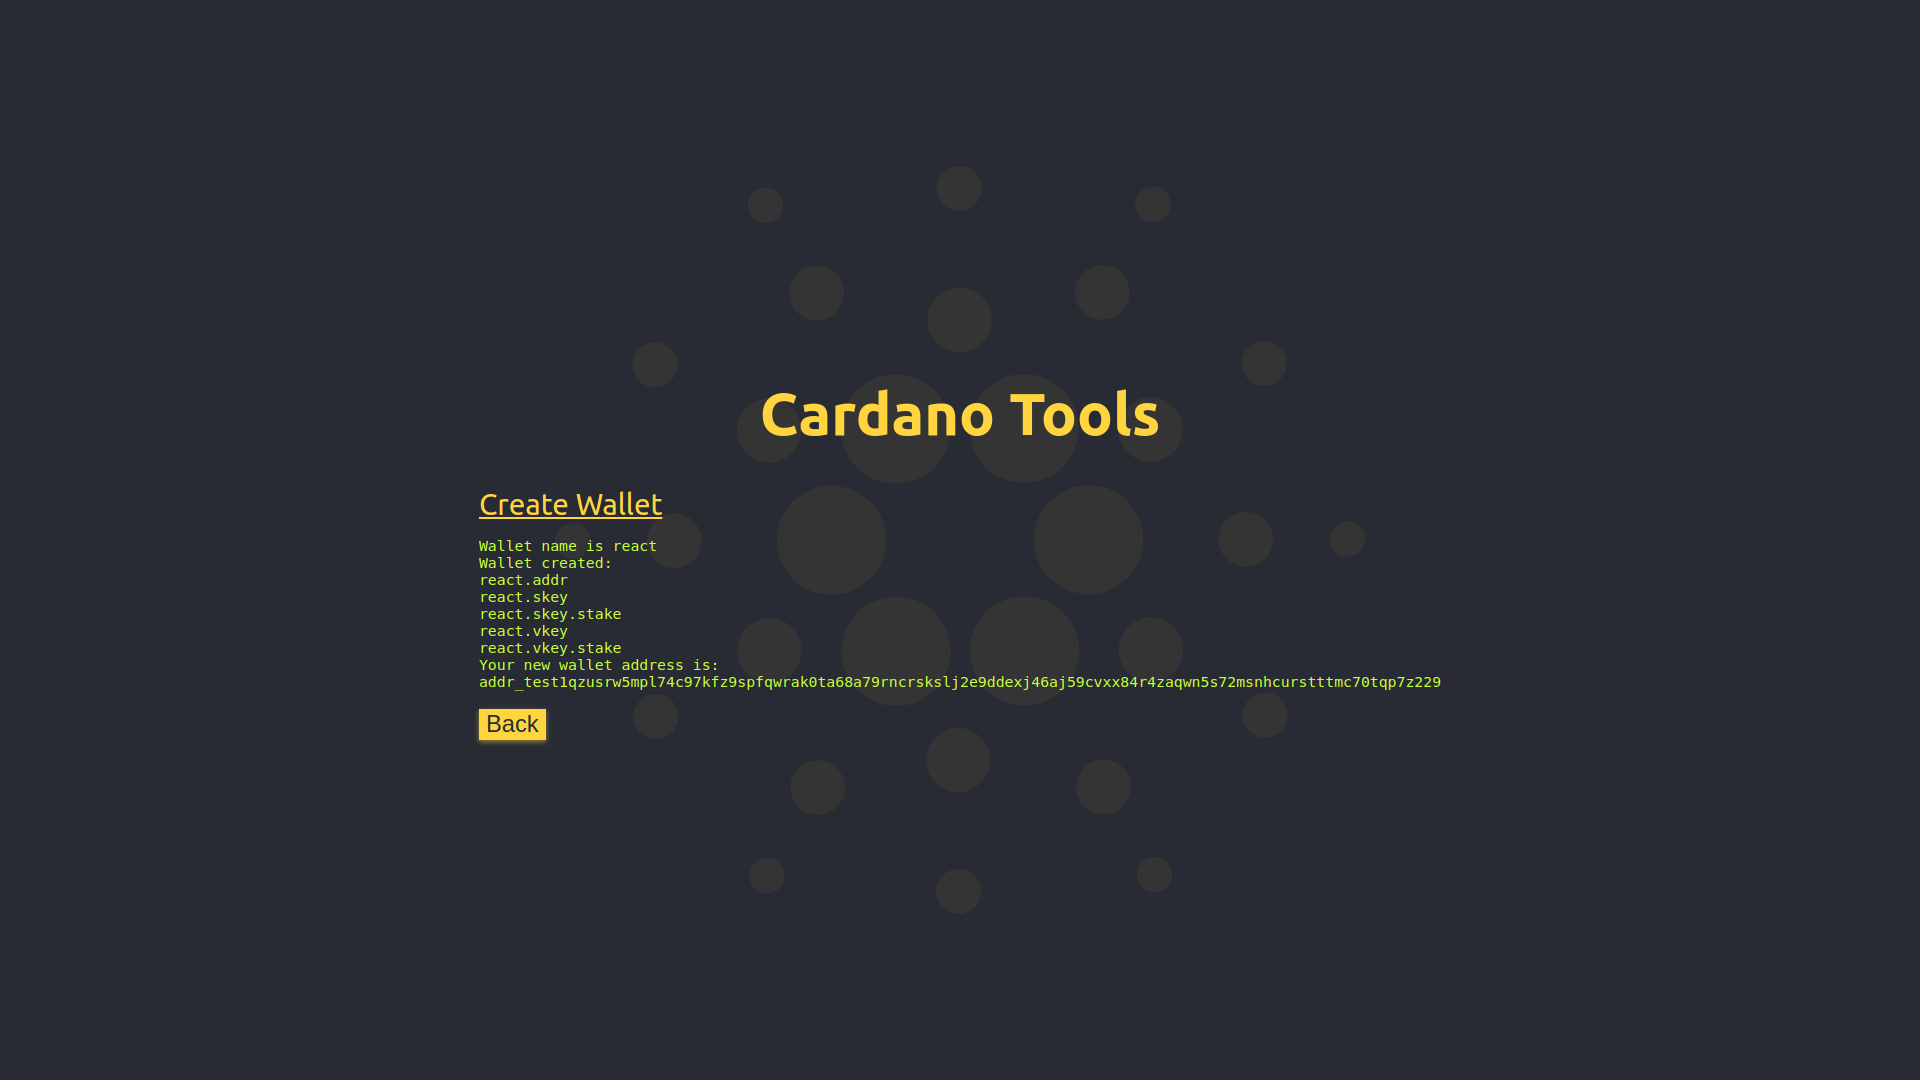 Cardano Tools
Create Wallet
Wallet name is react
Wallet created:
react.addr
react.skey
react.skey.stake
react.vkey
react.vkey.stake
Your new wallet address is:
addr_test1qzusrw5mpl74c97kfz9spfqwrak0ta68a79rncrskslj2e9ddexj46aj59cvxx84r4zaqwn5s72msnhcurstttmc70tqp7z229
Back